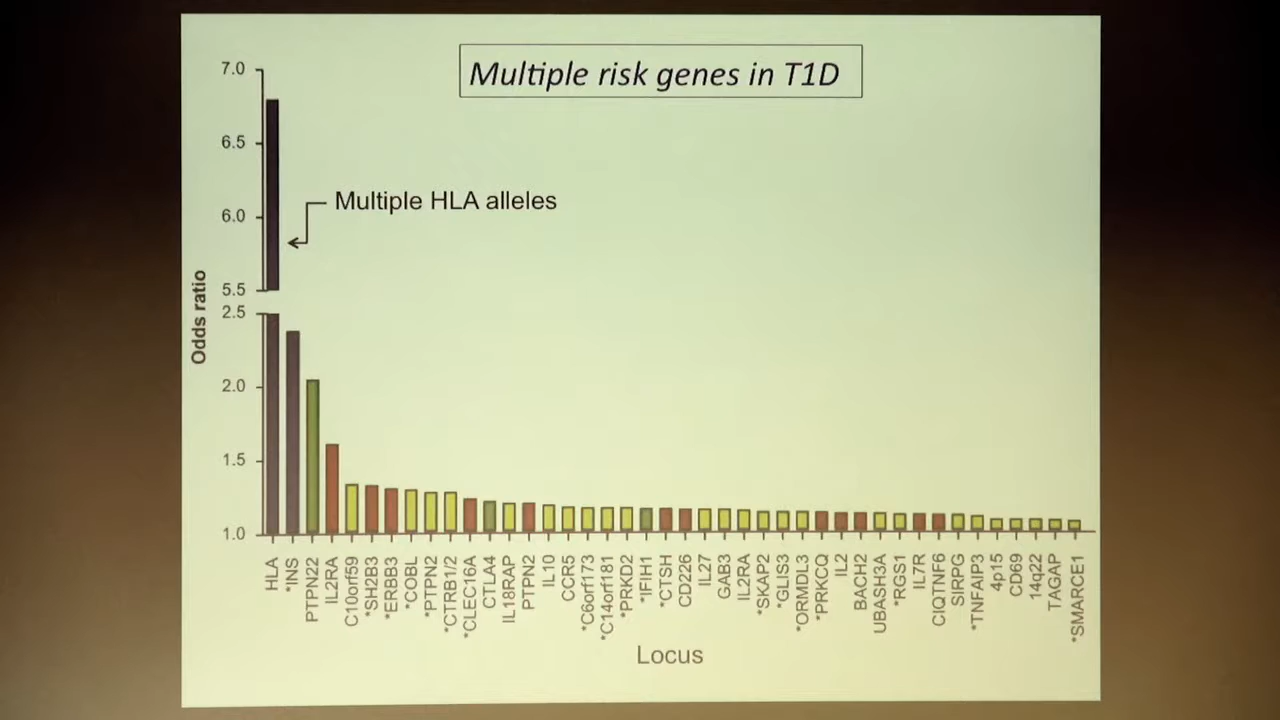 Multiple risk genes in T1D
7.0
6.5
6.0
5.5
2.5
2.0
1.5
1.0
Odds ratio
Multiple HLA alleles
HLA
*INS
PTPN22
IL2RA
C10orf59
*SH2B3
*ERBB3
*COBL
*PTPN2
*CTRB1/2
*CLEC16A
CTLA4
IL18RAP
PTPN2
IL10
CCR5
*C6orf173
*C14orf181
*PRKD2
*IFIH1
*CTSH
CD226
IL27
GAB3
IL2RA
*SKAP2
*GLIS3
*ORMDL3
*PRKCQ
IL2
BACH2
UBASH3A
*RGS1
IL7R
CIQTNF6
SIRPG
*TNFAIP3
4p15
CD69
14q22
TAGAP
*SMARCE1
Locus